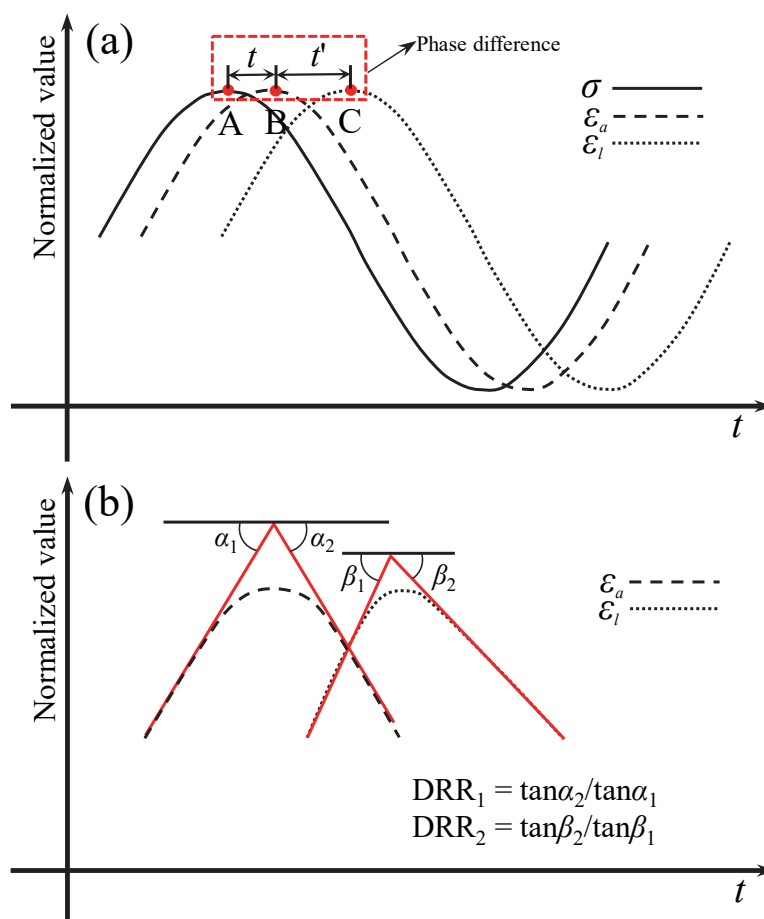 (a)
Normalized value
t
t'
Phase difference
A
B
C
σ
εa
εl
t
(b)
Normalized value
α1
α2
β1
β2
εa
εl
DRR1 = tanα2/tanα1
DRR2 = tanβ2/tanβ1
t